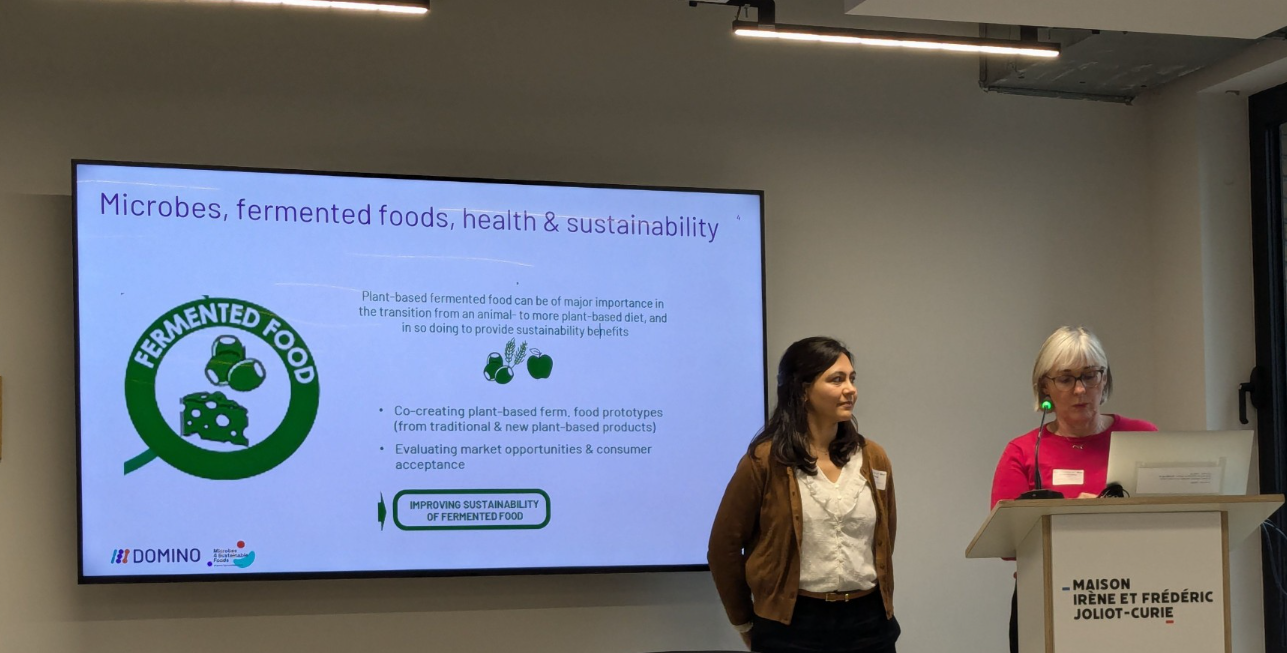 Microbes, fermented foods, health & sustainability
FERMENTED FOOD
Plant-based fermented food can be of major importance in
the transition from an animal- to more plant-based diet, and
in so doing to provide sustainability benefits
• Co-creating plant-based ferm. food prototypes
(from traditional & new plant-based products)
• Evaluating market opportunities & consumer
acceptance
IMPROVING SUSTAINABILITY
OF FERMENTED FOOD
DOMINO
Microbes
& Sustainable
Foods
MAISON
IRÈNE ET FRÉDÉRIC
JOLIOT-CURIE